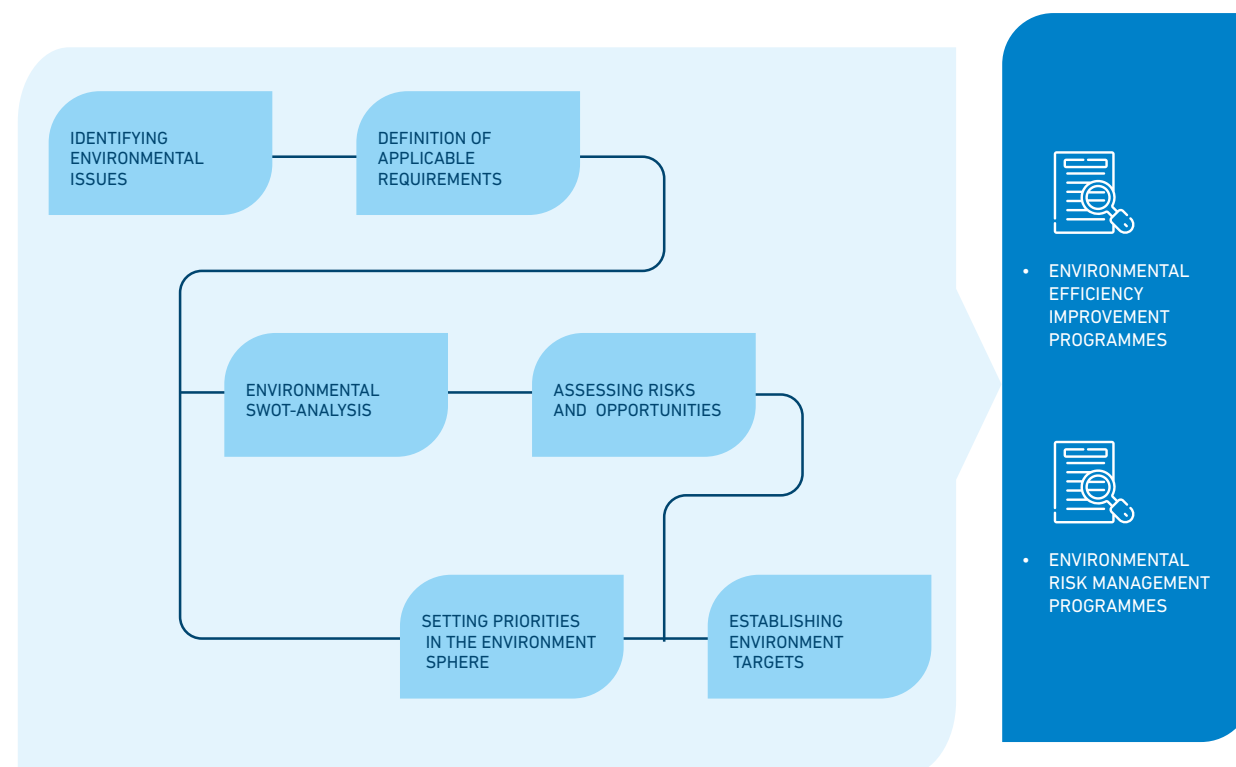 IDENTIFYING
ENVIRONMENTAL
ISSUES
DEFINITION OF
APPLICABLE
REQUIREMENTS
ENVIRONMENTAL
SWOT-ANALYSIS
ASSESSING RISKS
AND OPPORTUNITIES
SETTING PRIORITIES
IN THE ENVIRONMENT
SPHERE
ESTABLISHING
ENVIRONMENT
TARGETS
• ENVIRONMENTAL
EFFICIENCY
IMPROVEMENT
PROGRAMMES
• ENVIRONMENTAL
RISK MANAGEMENT
PROGRAMMES